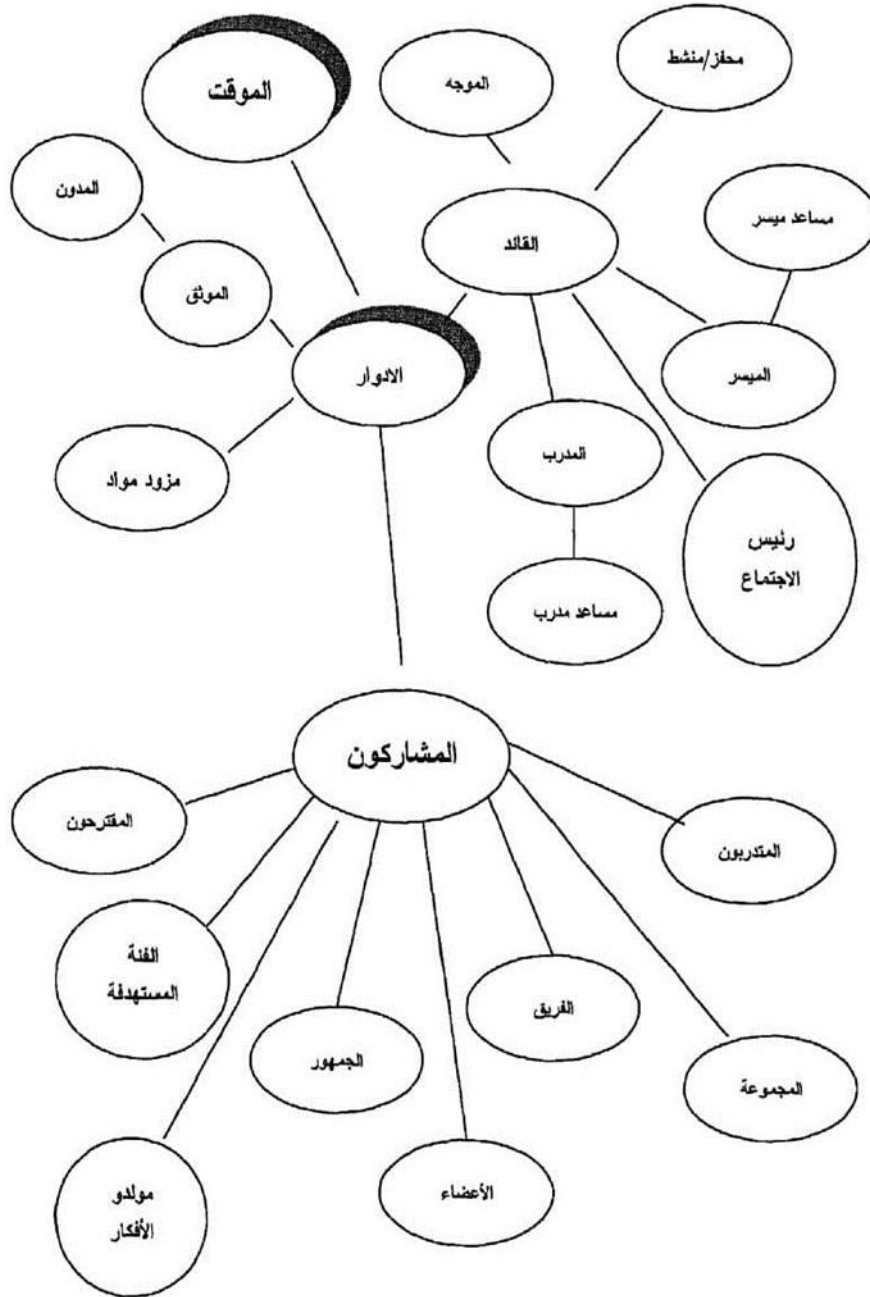 محفز/منشط
الموجه
الموقت
المدون
مساعد ميسر
القائد
الموثق
الادوار
الميسر
المدرب
مزود مواد
رئيس
الاجتماع
مساعد مدرب
المشاركون
المقترحون
المتدربون
الفئة
المستهدفة
الفريق
الجمهور
المجموعة
مولدو
الأفكار
الأعضاء